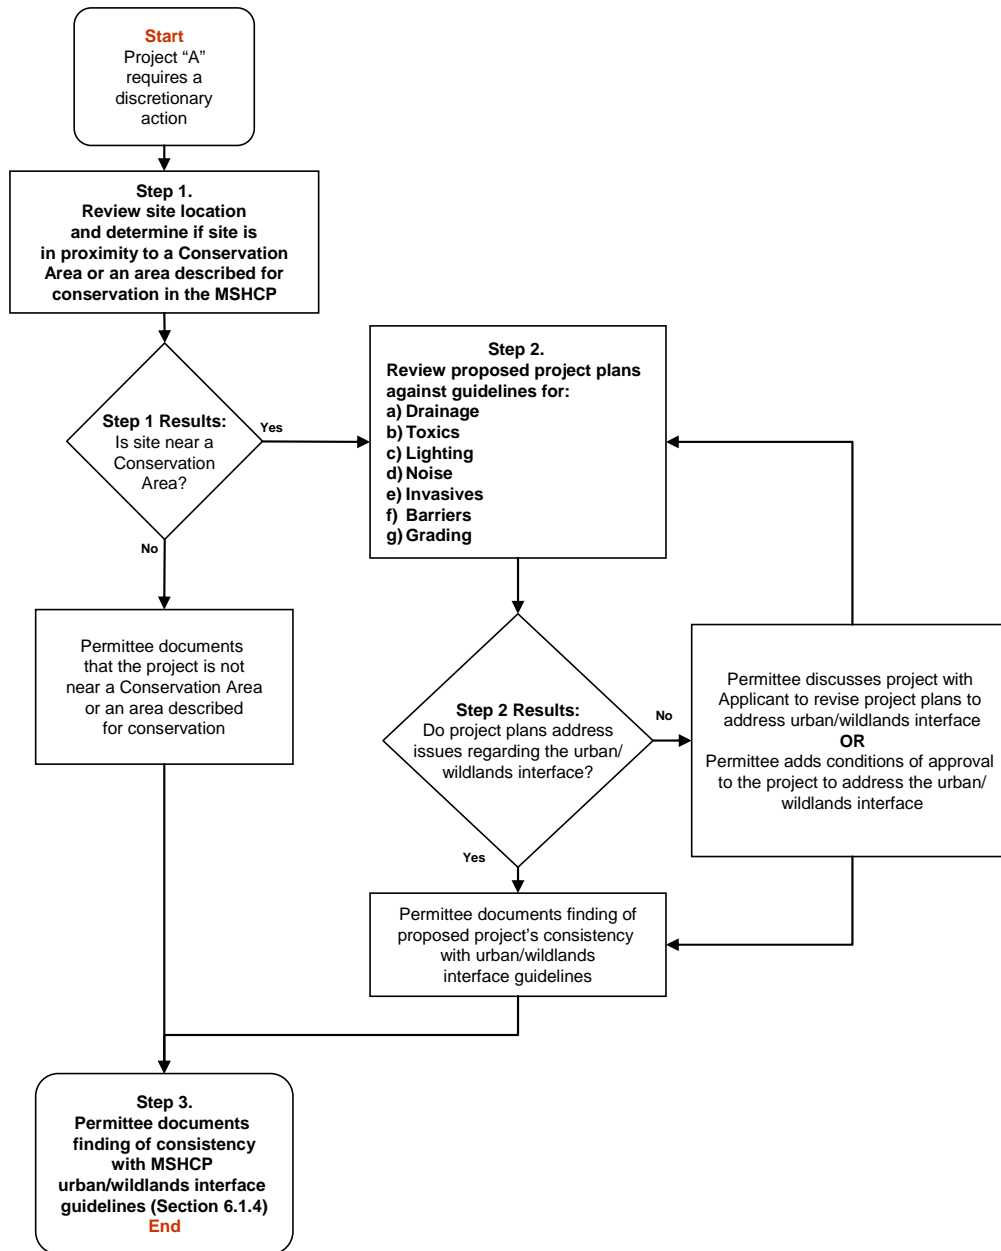 Start
Project “A”
requires a
discretionary
action
Step 1.
Review site location
and determine if site is
in proximity to a Conservation
Area or an area described for
conservation in the MSHCP
Step 1 Results:
Is site near a
Conservation
Area?
Yes
No
Step 2.
Review proposed project plans
against guidelines for:
a) Drainage
b) Toxics
c) Lighting
d) Noise
e) Invasives
f) Barriers
g) Grading
Permittee documents
that the project is not
near a Conservation Area
or an area described
for conservation
Step 2 Results:
Do project plans address
issues regarding the urban/
wildlands interface?
No
Yes
Permittee discusses project with
Applicant to revise project plans to
address urban/wildlands interface
OR
Permittee adds conditions of approval
to the project to address the urban/
wildlands interface
Permittee documents finding of
proposed project’s consistency
with urban/wildlands
interface guidelines
Step 3.
Permittee documents
finding of consistency
with MSHCP
urban/wildlands interface
guidelines (Section 6.1.4)
End